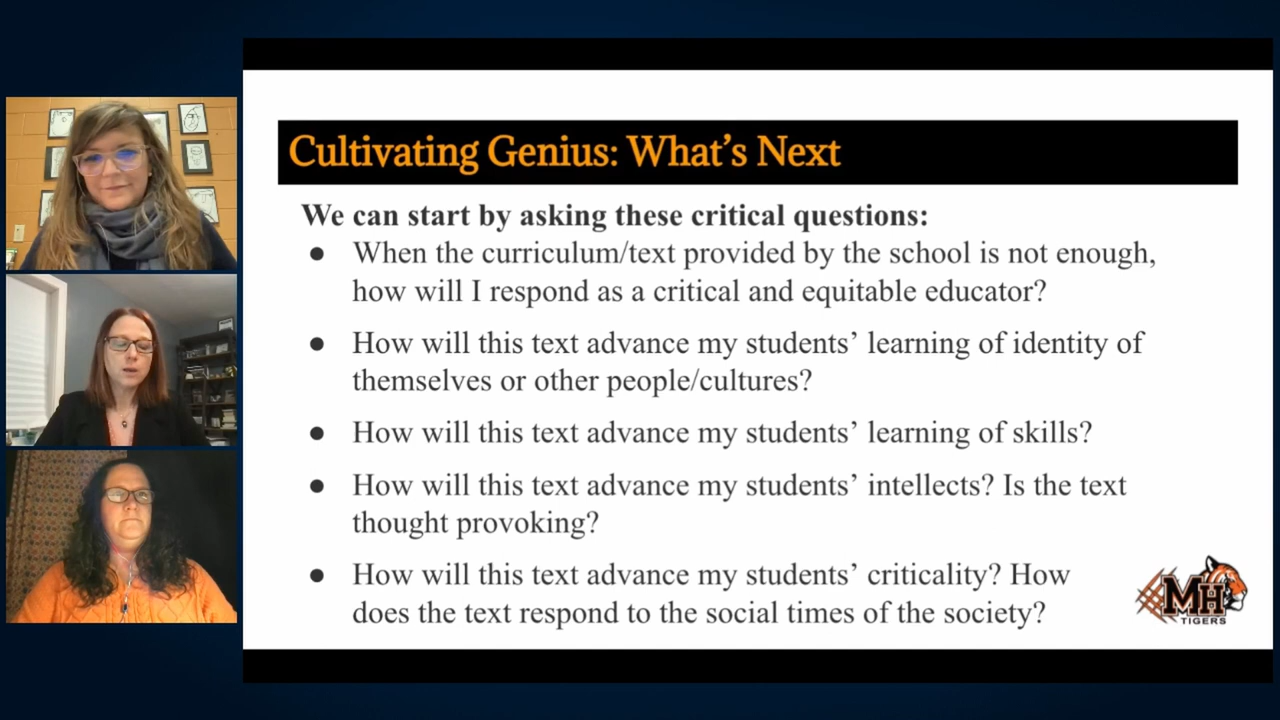 Cultivating Genius: What's Next
We can start by asking these critical questions:
● When the curriculum/text provided by the school is not enough,
how will I respond as a critical and equitable educator?
● How will this text advance my students' learning of identity of
themselves or other people/cultures?
● How will this text advance my students' learning of skills?
● How will this text advance my students' intellects? Is the text
thought provoking?
● How will this text advance my students' criticality? How
does the text respond to the social times of the society?
MH
TIGERS